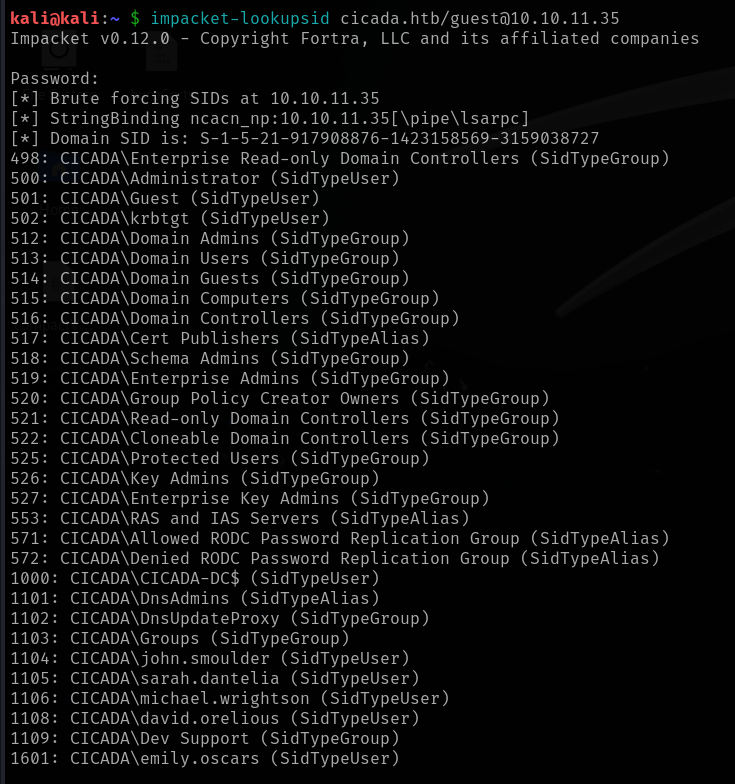 kali@kali:~ $ impacket-lookupsid cicada.htb/guest@10.10.11.35
Impacket v0.12.0 - Copyright Fortra, LLC and its affiliated companies
Password:
[*] Brute forcing SIDs at 10.10.11.35
[*] StringBinding ncacn_np:10.10.11.35[\pipe\lsarpc]
[*] Domain SID is: S-1-5-21-917908876-1423158569-3159038727
498: CICADA\Enterprise Read-only Domain Controllers (SidTypeGroup)
500: CICADA\Administrator (SidTypeUser)
501: CICADA\Guest (SidTypeUser)
502: CICADA\krbtgt (SidTypeUser)
512: CICADA\Domain Admins (SidTypeGroup)
513: CICADA\Domain Users (SidTypeGroup)
514: CICADA\Domain Guests (SidTypeGroup)
515: CICADA\Domain Computers (SidTypeGroup)
516: CICADA\Domain Controllers (SidTypeGroup)
517: CICADA\Cert Publishers (SidTypeAlias)
518: CICADA\Schema Admins (SidTypeGroup)
519: CICADA\Enterprise Admins (SidTypeGroup)
520: CICADA\Group Policy Creator Owners (SidTypeGroup)
521: CICADA\Read-only Domain Controllers (SidTypeGroup)
522: CICADA\Cloneable Domain Controllers (SidTypeGroup)
525: CICADA\Protected Users (SidTypeGroup)
526: CICADA\Key Admins (SidTypeGroup)
527: CICADA\Enterprise Key Admins (SidTypeGroup)
553: CICADA\RAS and IAS Servers (SidTypeAlias)
571: CICADA\Allowed RODC Password Replication Group (SidTypeAlias)
572: CICADA\Denied RODC Password Replication Group (SidTypeAlias)
1000: CICADA\CICADA-DC$ (SidTypeUser)
1101: CICADA\DnsAdmins (SidTypeAlias)
1102: CICADA\DnsUpdateProxy (SidTypeGroup)
1103: CICADA\Groups (SidTypeGroup)
1104: CICADA\john.smoulder (SidTypeUser)
1105: CICADA\sarah.dantelia (SidTypeUser)
1106: CICADA\michael.wrightson (SidTypeUser)
1108: CICADA\david.orelious (SidTypeUser)
1109: CICADA\Dev Support (SidTypeGroup)
1601: CICADA\emily.oscars (SidTypeUser)